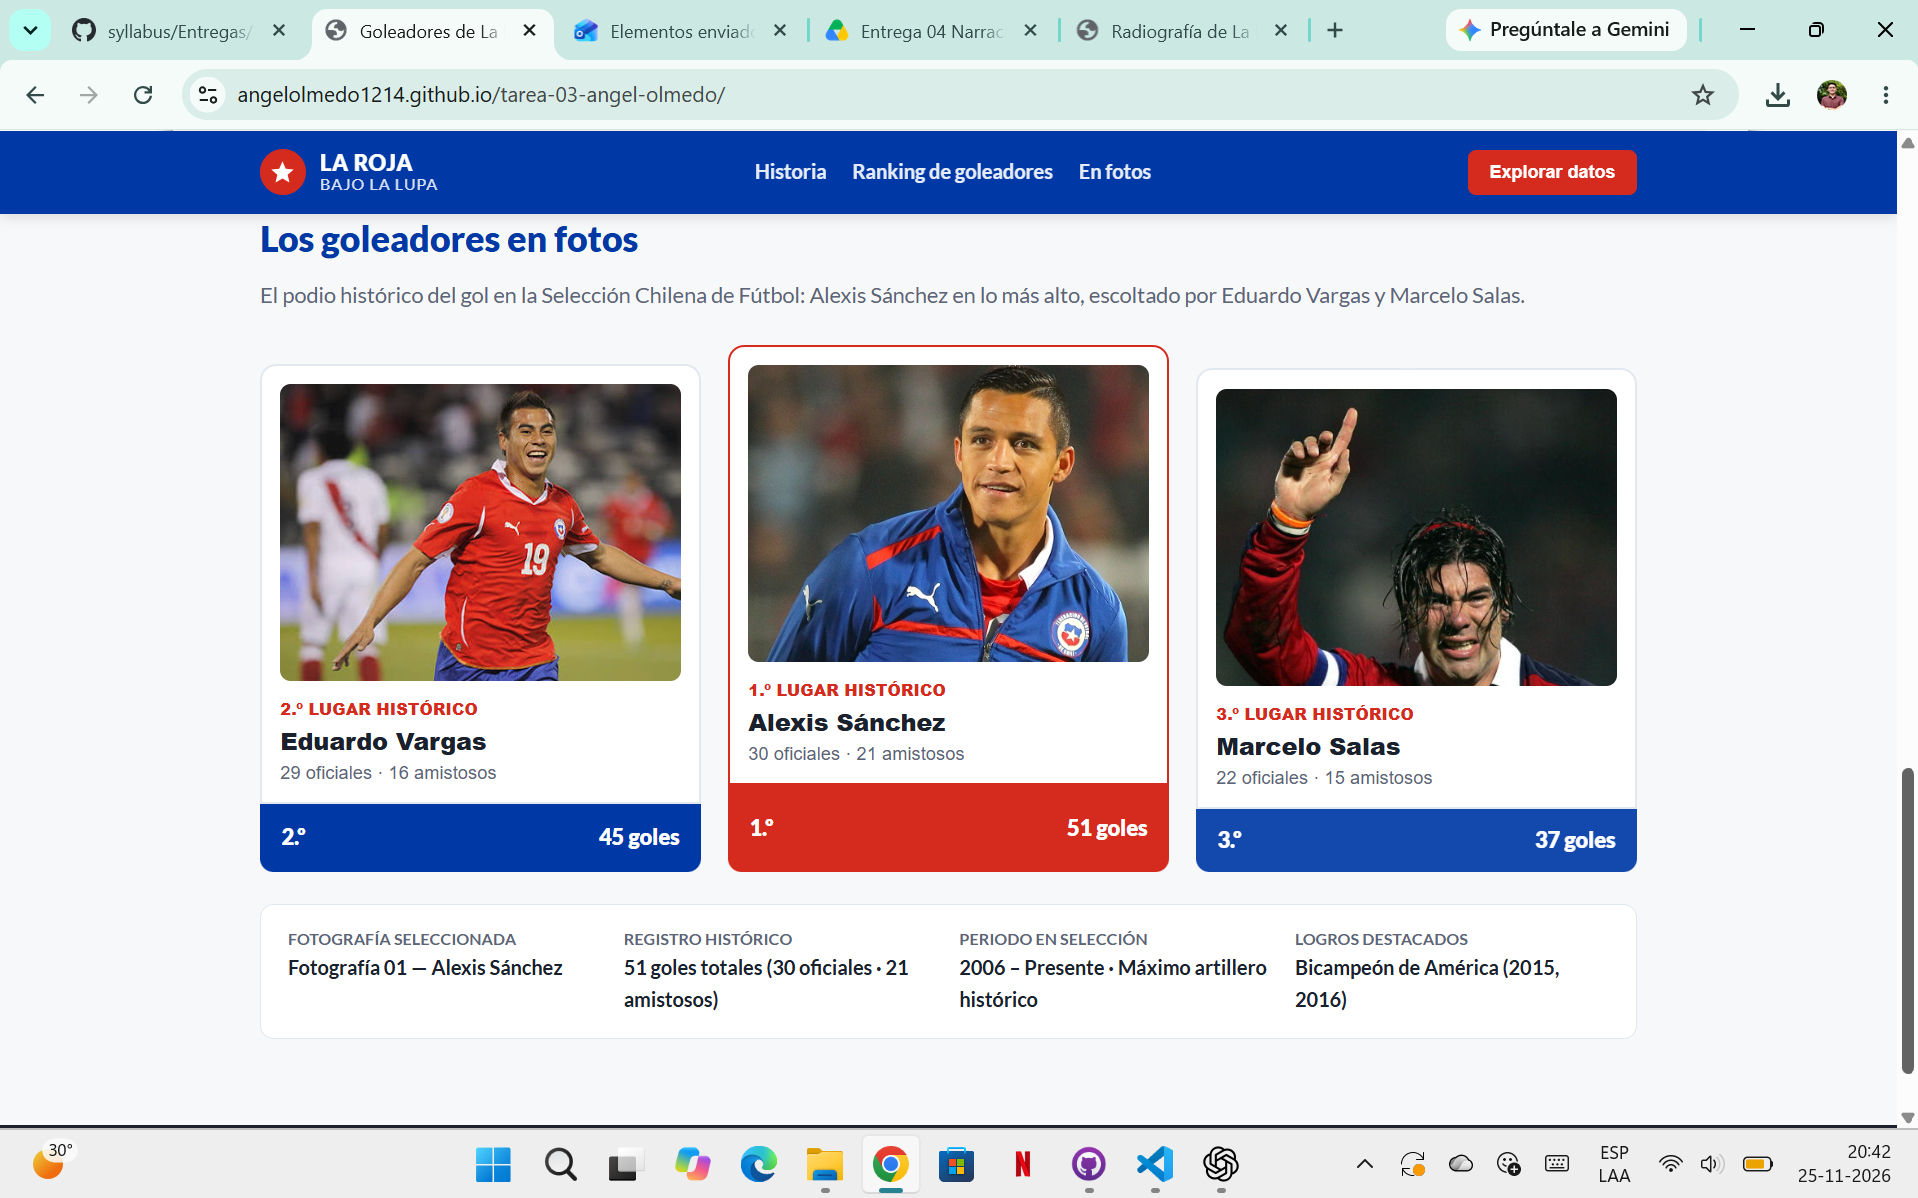 syllabus/Entregas/
Goleadores de La
Elementos enviado
Entrega 04 Narrac
Radiografía de La
Pregúntale a Gemini
angelolmedo1214.github.io/tarea-03-angel-olmedo/
LA ROJA
BAJO LA LUPA
Historia
Ranking de goleadores
En fotos
Explorar datos
Los goleadores en fotos
El podio histórico del gol en la Selección Chilena de Fútbol: Alexis Sánchez en lo más alto, escoltado por Eduardo Vargas y Marcelo Salas.
19
2.º LUGAR HISTÓRICO
Eduardo Vargas
29 oficiales · 16 amistosos
2.º
45 goles
1.º LUGAR HISTÓRICO
Alexis Sánchez
30 oficiales · 21 amistosos
1.º
51 goles
3.º LUGAR HISTÓRICO
Marcelo Salas
22 oficiales · 15 amistosos
3.º
37 goles
FOTOGRAFÍA SELECCIONADA
Fotografía 01 — Alexis Sánchez
REGISTRO HISTÓRICO
51 goles totales (30 oficiales · 21
amistosos)
PERIODO EN SELECCIÓN
2006 – Presente · Máximo artillero
histórico
LOGROS DESTACADOS
Bicampeón de América (2015,
2016)
30°
ESP
LAA
20:42
25-11-2026